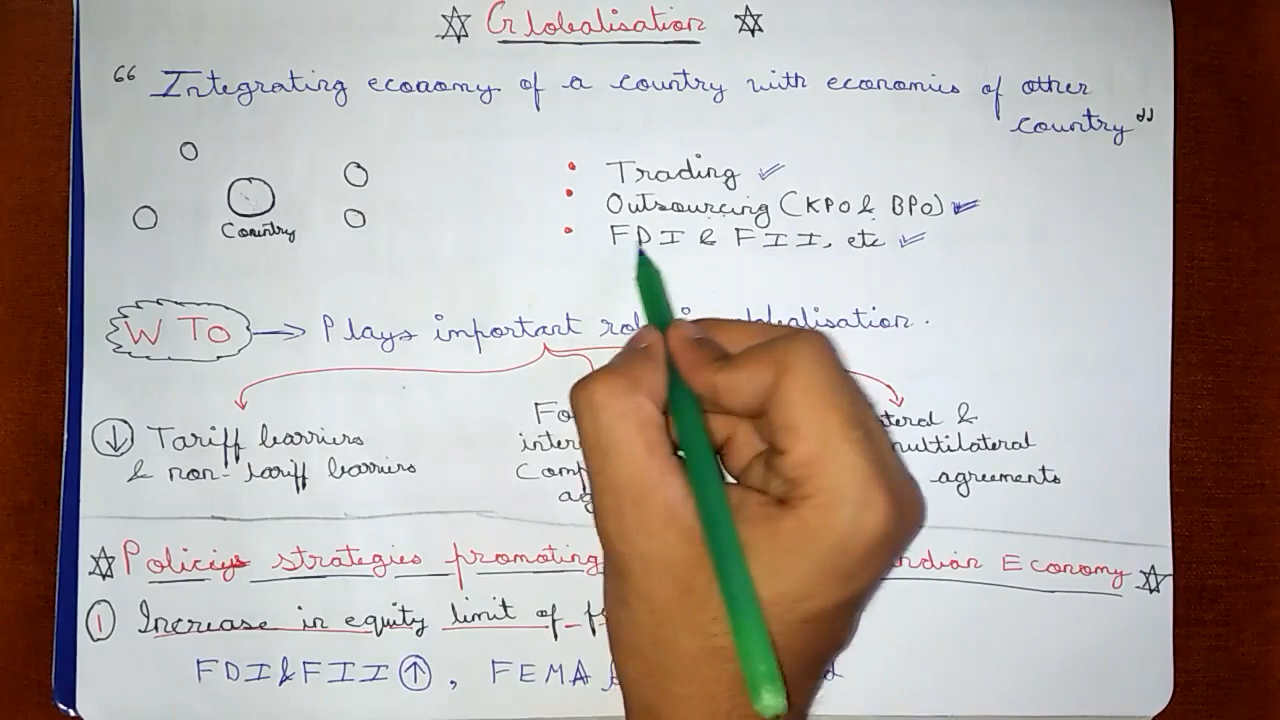 Globalisation
"Integrating economy of a country with economies of other
country"
Country
• Trading
• Outsourcing (KPO & BPO)
• FDI & FII, etc
WTO → Plays important
↓ Tariff barriers
& non-tariff barriers
&
multilateral
agreements
Policiys strategies promoting Economy
① Increase in equity limit of
FDI & FII ↑, FEMA